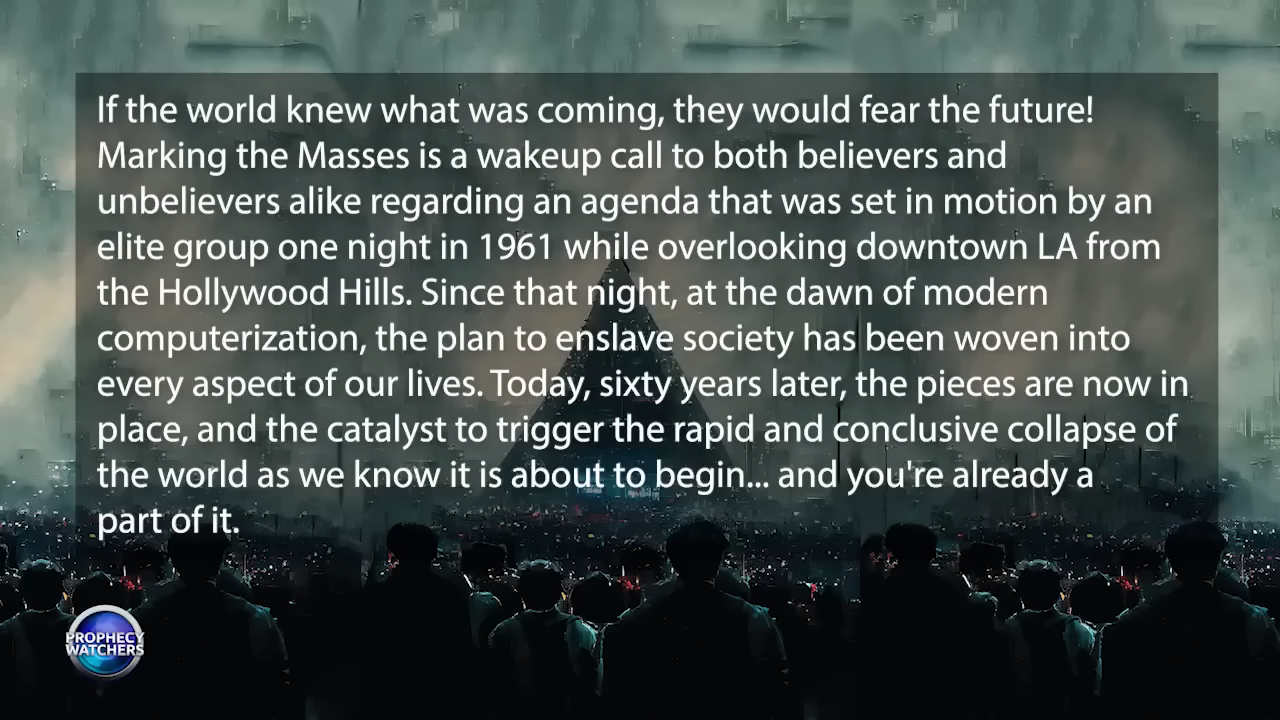 If the world knew what was coming, they would fear the future!
Marking the Masses is a wakeup call to both believers and
unbelievers alike regarding an agenda that was set in motion by an
elite group one night in 1961 while overlooking downtown LA from
the Hollywood Hills. Since that night, at the dawn of modern
computerization, the plan to enslave society has been woven into
every aspect of our lives. Today, sixty years later, the pieces are now in
place, and the catalyst to trigger the rapid and conclusive collapse of
the world as we know it is about to begin... and you're already a
part of it.
PROPHECY
WATCHERS